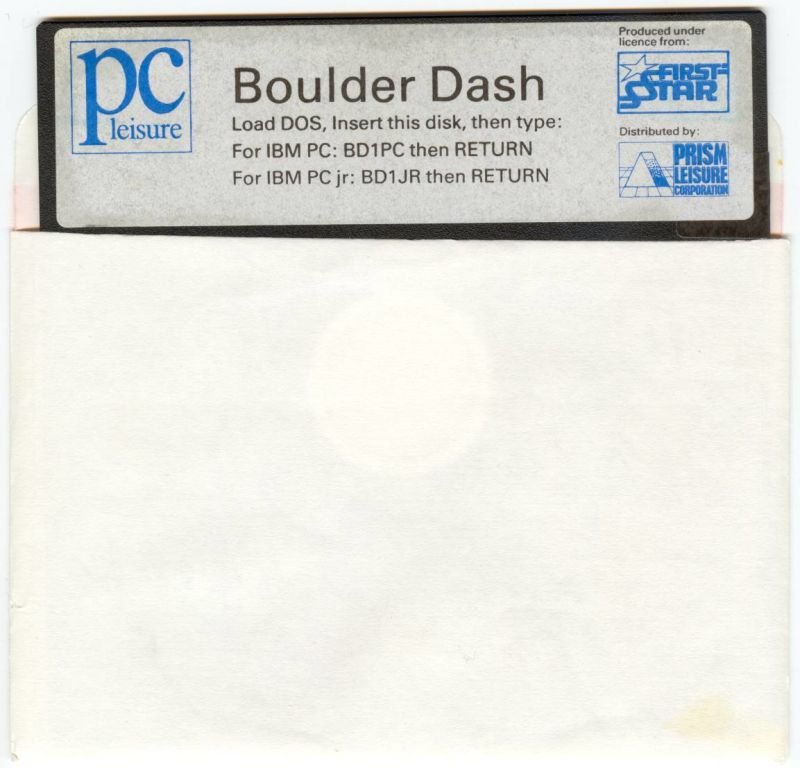 pc
leisure
Boulder Dash
Load DOS, Insert this disk, then type:
For IBM PC: BD1PC then RETURN
For IBM PC jr: BD1JR then RETURN
Produced under
licence from:
FIRST
STAR
Distributed by:
PRISM
LEISURE
CORPORATION